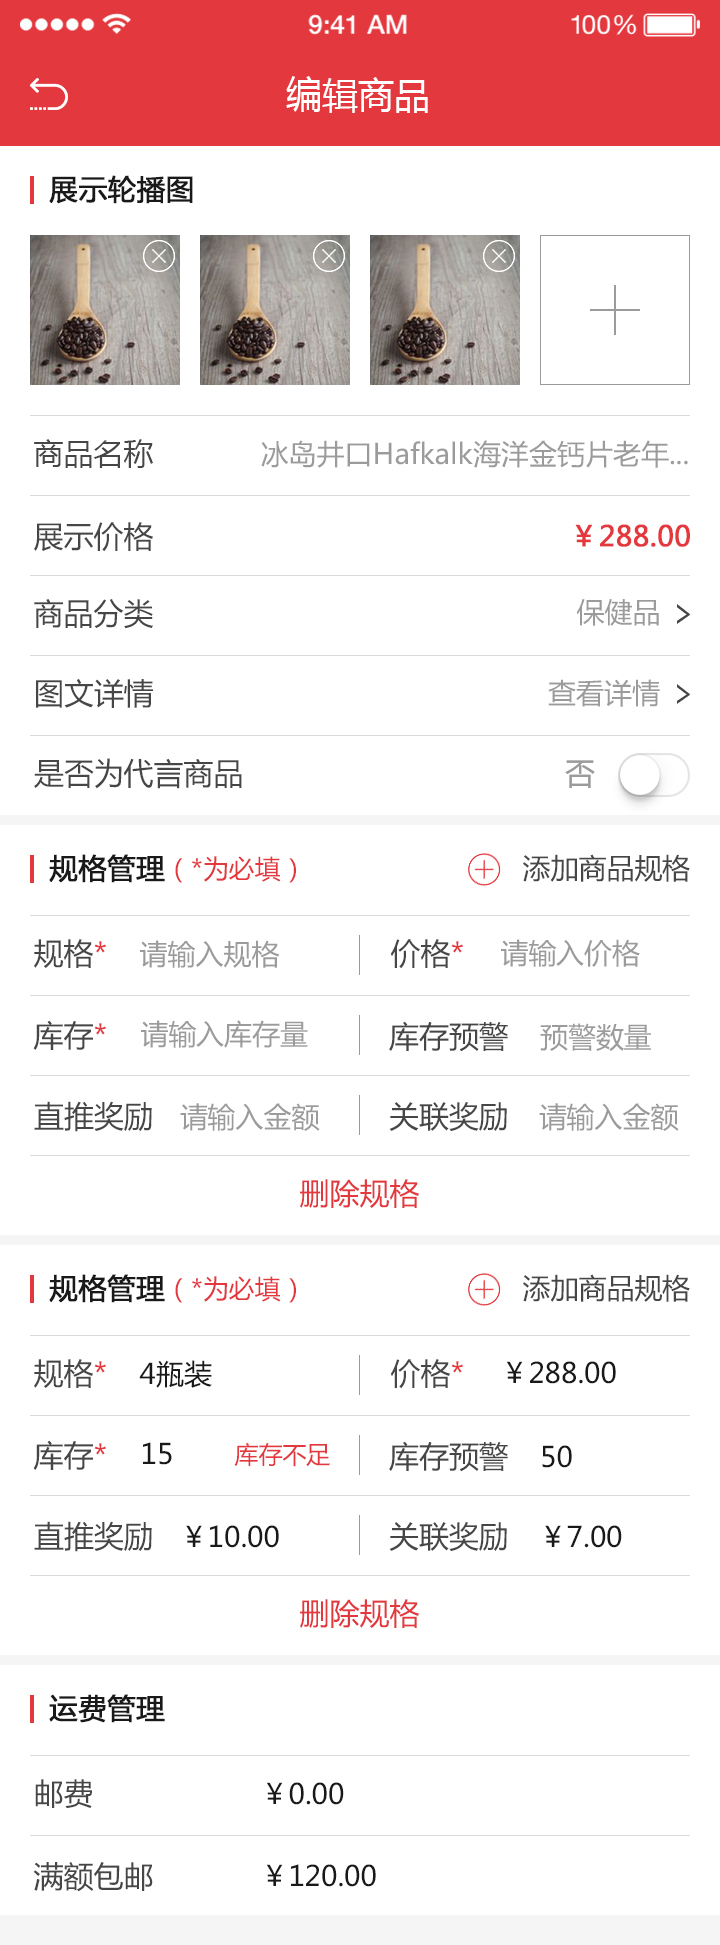 9:41 AM 100%
编辑商品
展示轮播图
商品名称 冰岛井口Hafkalk海洋金钙片老年...
展示价格 ¥288.00
商品分类 保健品
图文详情 查看详情
是否为代言商品 否
规格管理(*为必填) 添加商品规格
规格* 请输入规格 价格* 请输入价格
库存* 请输入库存量 库存预警 预警数量
直推奖励 请输入金额 关联奖励 请输入金额
删除规格
规格管理(*为必填) 添加商品规格
规格* 4瓶装 价格* ¥288.00
库存* 15 库存不足 库存预警 50
直推奖励 ¥10.00 关联奖励 ¥7.00
删除规格
运费管理
邮费 ¥0.00
满额包邮 ¥120.00